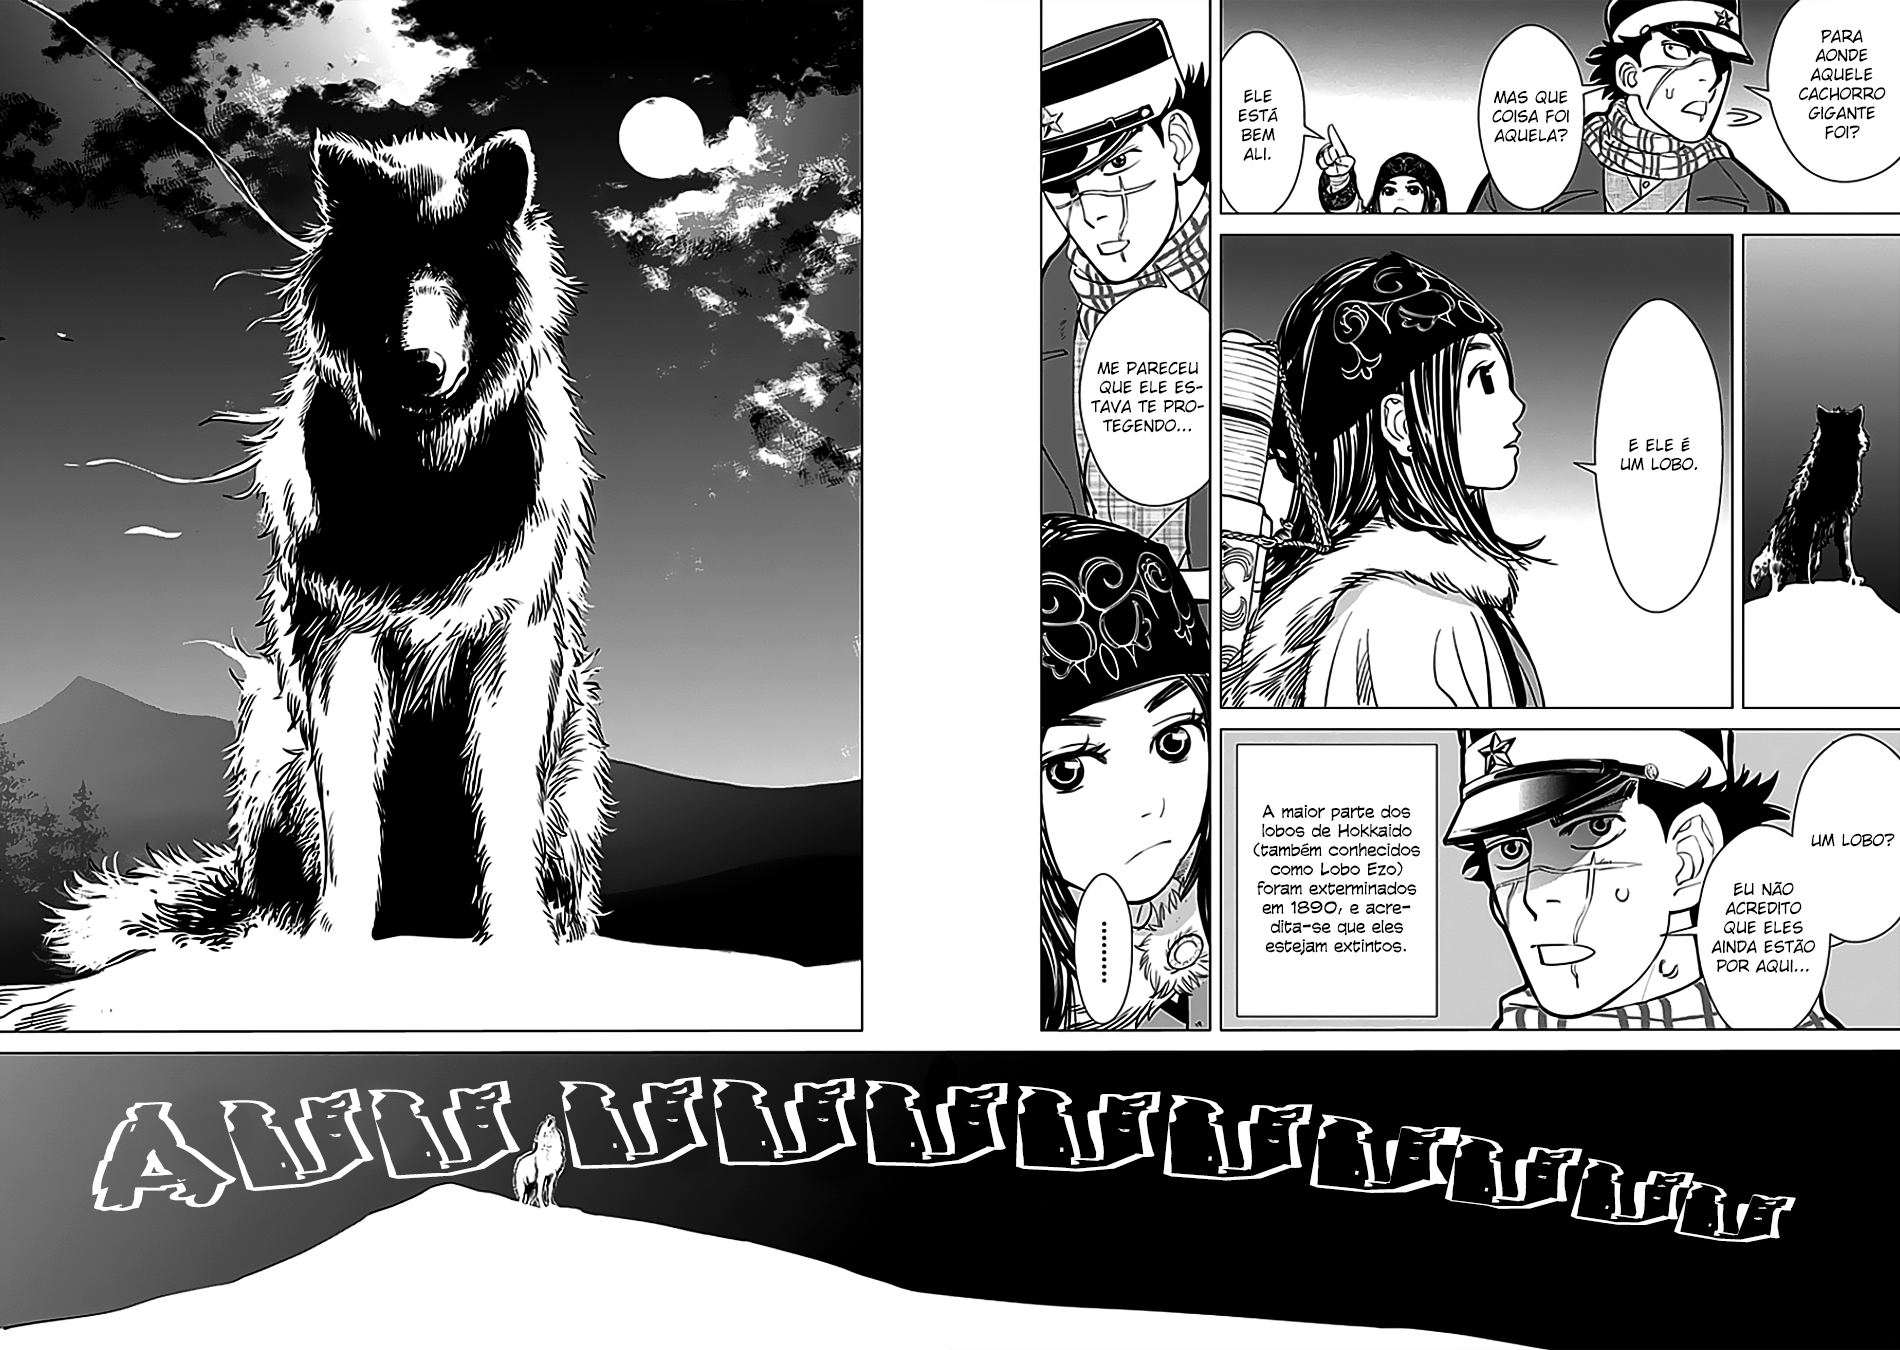 PARA
AONDE
AQUELE
CACHORRO
GIGANTE
FOI?
MAS QUE
COISA FOI
AQUELA?
ELE
ESTÁ
BEM
ALI.
E ELE É
UM LOBO.
UM LOBO?
EU NÃO
ACREDITO
QUE ELES
AINDA ESTÃO
POR AQUI...
A maior parte dos
lobos de Hokkaido
(também conhecidos
como Lobo Ezo)
foram exterminados
em 1890, e acre-
dita-se que eles
estejam extintos.
ME PARECEU
QUE ELE ES-
TAVA TE PRO-
TEGENDO...
.........
AUUUUUUUUUUUU